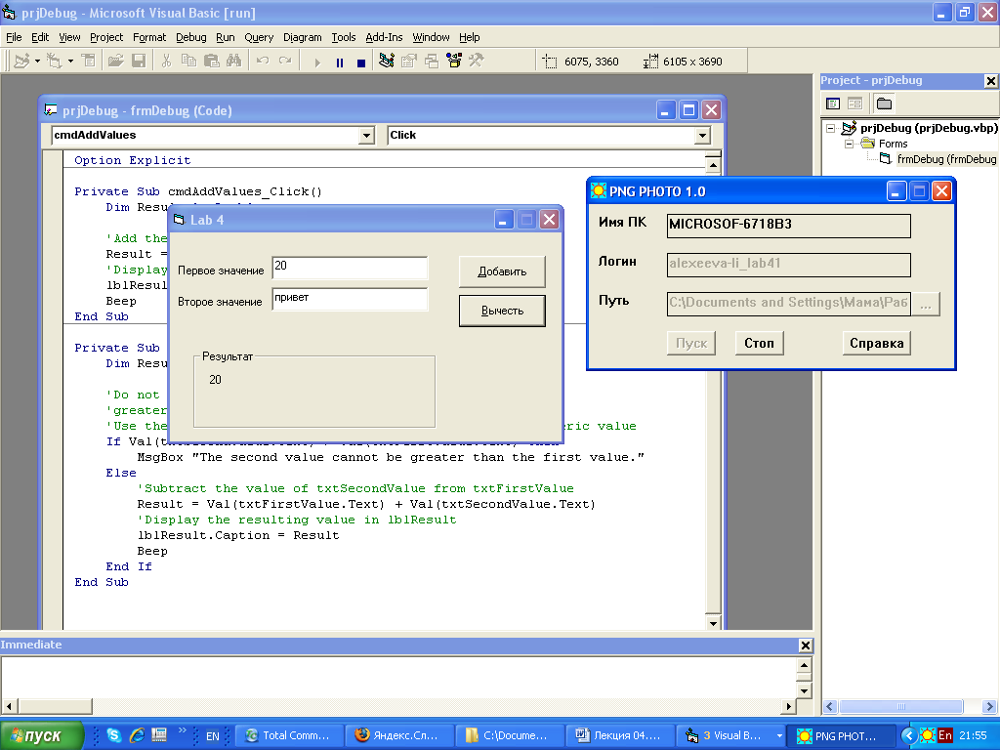 prjDebug - Microsoft Visual Basic [run]
File Edit View Project Format Debug Run Query Diagram Tools Add-Ins Window Help
6075, 3360 6105 x 3690
Project - prjDebug
prjDebug (prjDebug.vbp)
Forms
frmDebug (frmDebug
prjDebug - frmDebug (Code)
cmdAddValues Click
Option Explicit
Private Sub cmdAddValues_Click()
Dim
'Add the
Result =
'Display
lblResul
Beep
End Sub
Private Sub
Dim
'Do not
'greater
'Use the eric value
If Val(
MsgBox "The second value cannot be greater than the first value."
Else
'Subtract the value of txtSecondValue from txtFirstValue
Result = Val(txtFirstValue.Text) + Val(txtSecondValue.Text)
'Display the resulting value in lblResult
lblResult.Caption = Result
Beep
End If
End Sub
Lab 4
Первое значение 20 Добавить
Второе значение привет Вычесть
Результат
20
PNG PHOTO 1.0
Имя ПК MICROSOF-6718B3
Логин alexeeva-li_lab41
Путь C:\Documents and Settings\Мама\Раб ...
Пуск Стоп Справка
Immediate
пуск EN Total Comm... Яндекс.Сл... C:\Docume... Лекция 04.... 3 Visual B... PNG PHOT... En 21:55